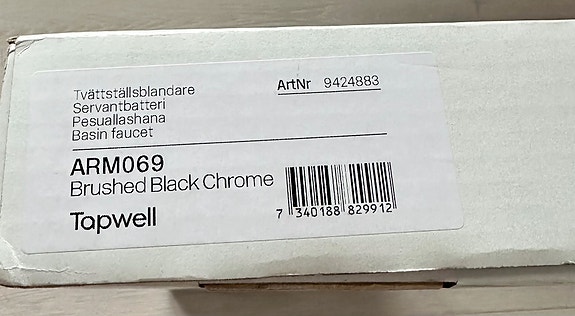 Tvättställsblandare
Servantbatteri
Pesuallashana
Basin faucet
ArtNr 9424883
ARM069
Brushed Black Chrome
Tapwell
7 340188 829912